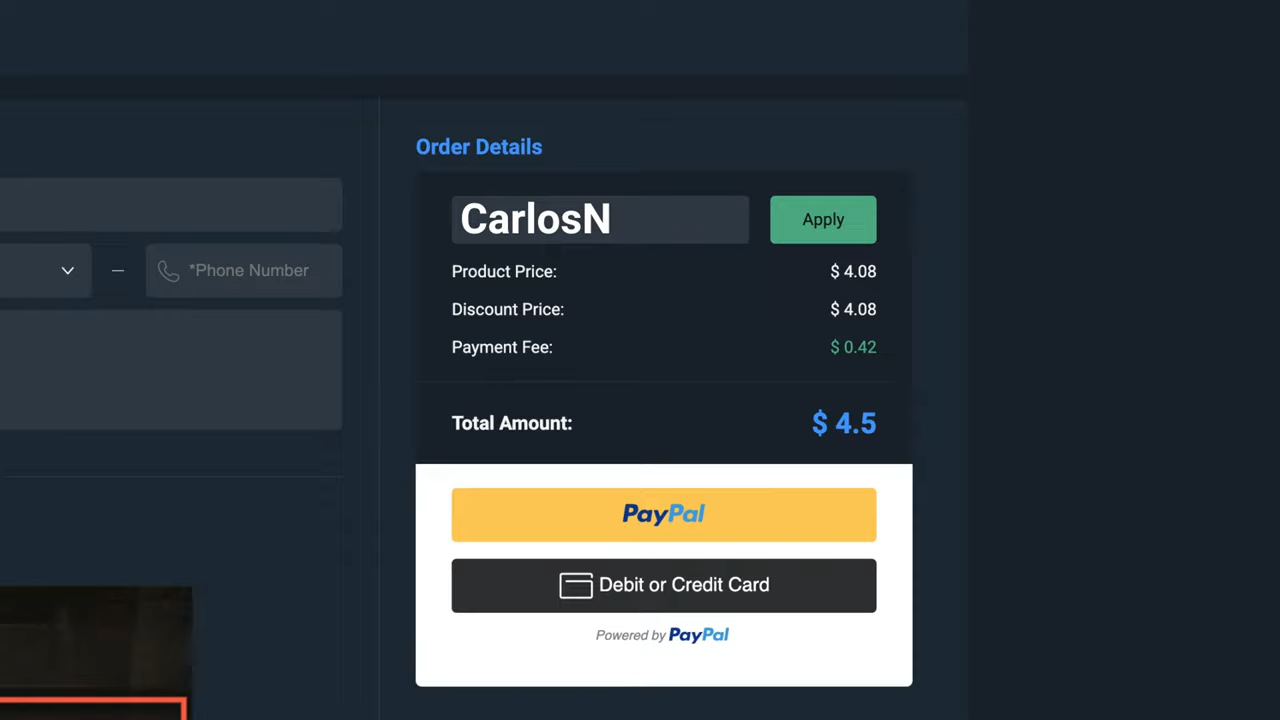 Order Details
CarlosN
Apply
Product Price: $ 4.08
*Phone Number
Discount Price: $ 4.08
Payment Fee: $ 0.42
Total Amount: $ 4.5
PayPal
Debit or Credit Card
Powered by PayPal